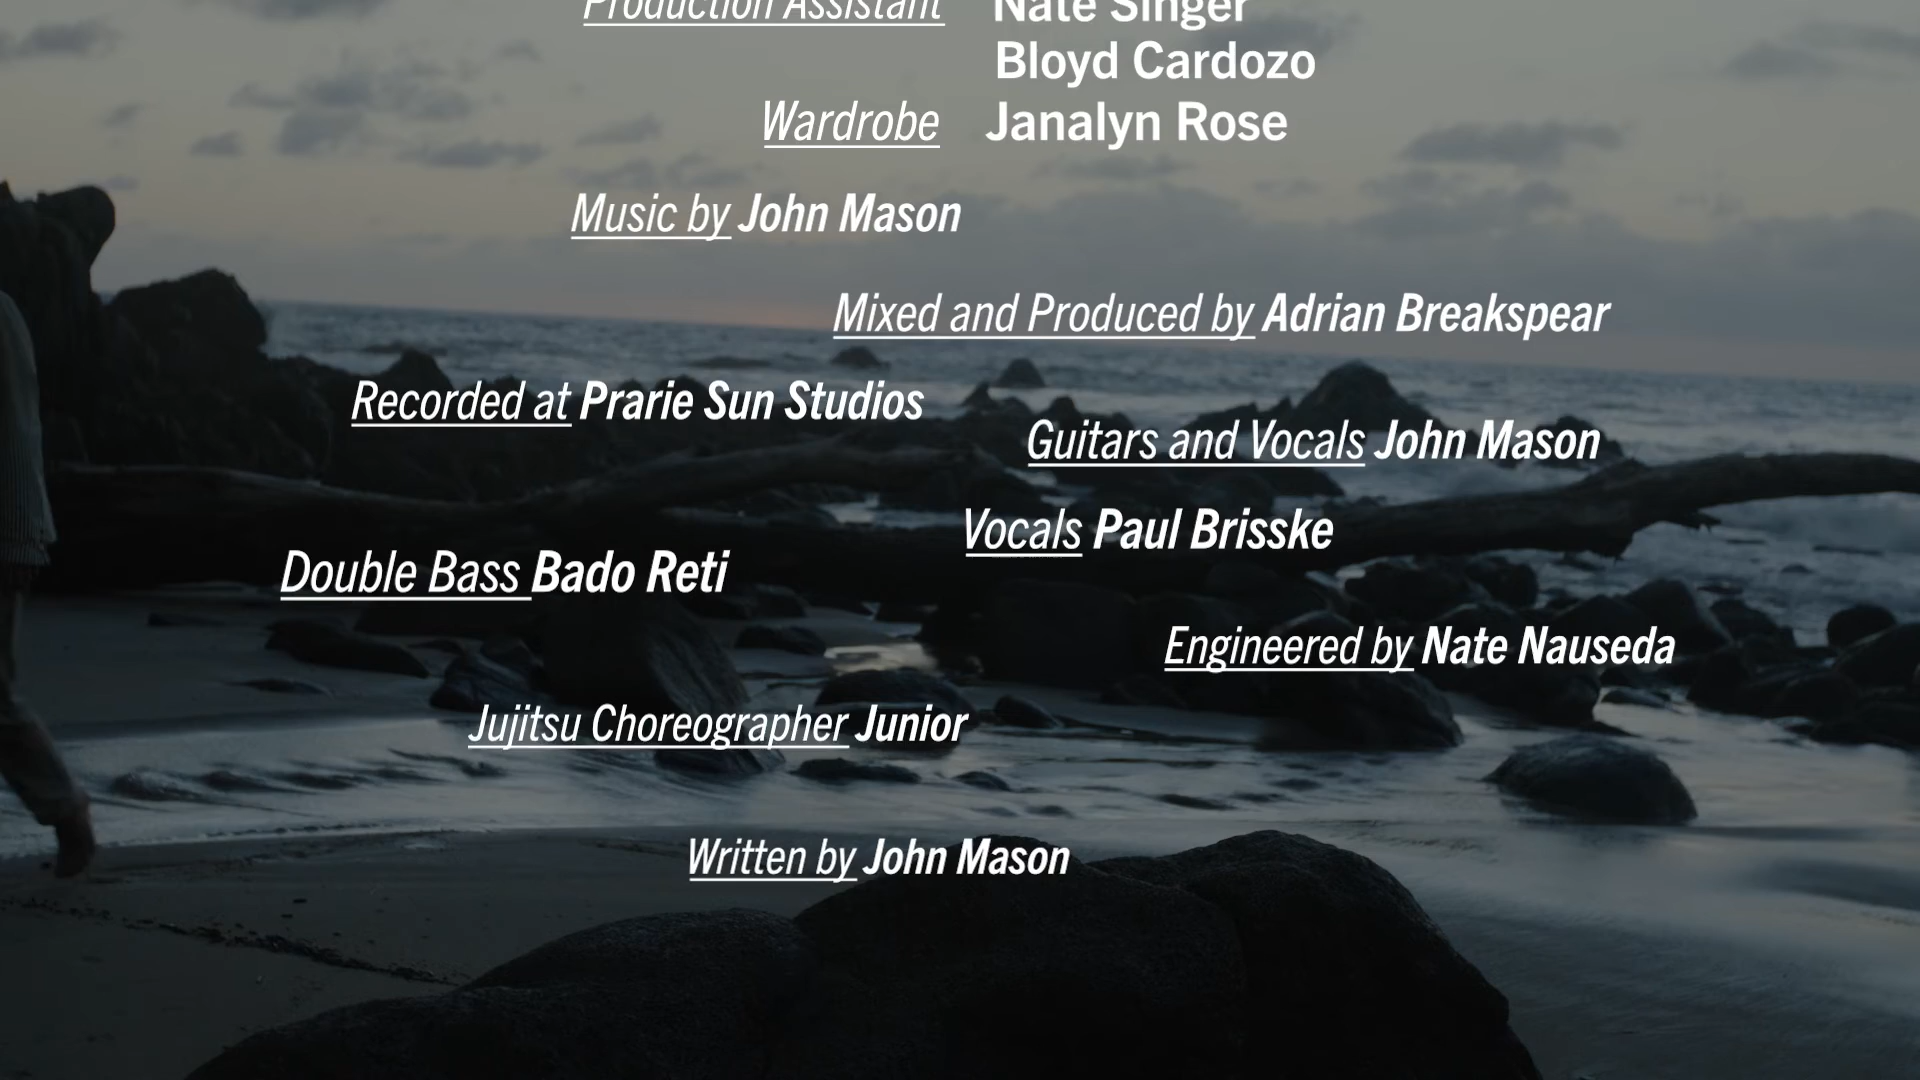 Production Assistant Nate Singer
Bloyd Cardozo
Wardrobe Janalyn Rose
Music by John Mason
Mixed and Produced by Adrian Breakspear
Recorded at Prarie Sun Studios
Guitars and Vocals John Mason
Vocals Paul Brisske
Double Bass Bado Reti
Engineered by Nate Nauseda
Jujitsu Choreographer Junior
Written by John Mason